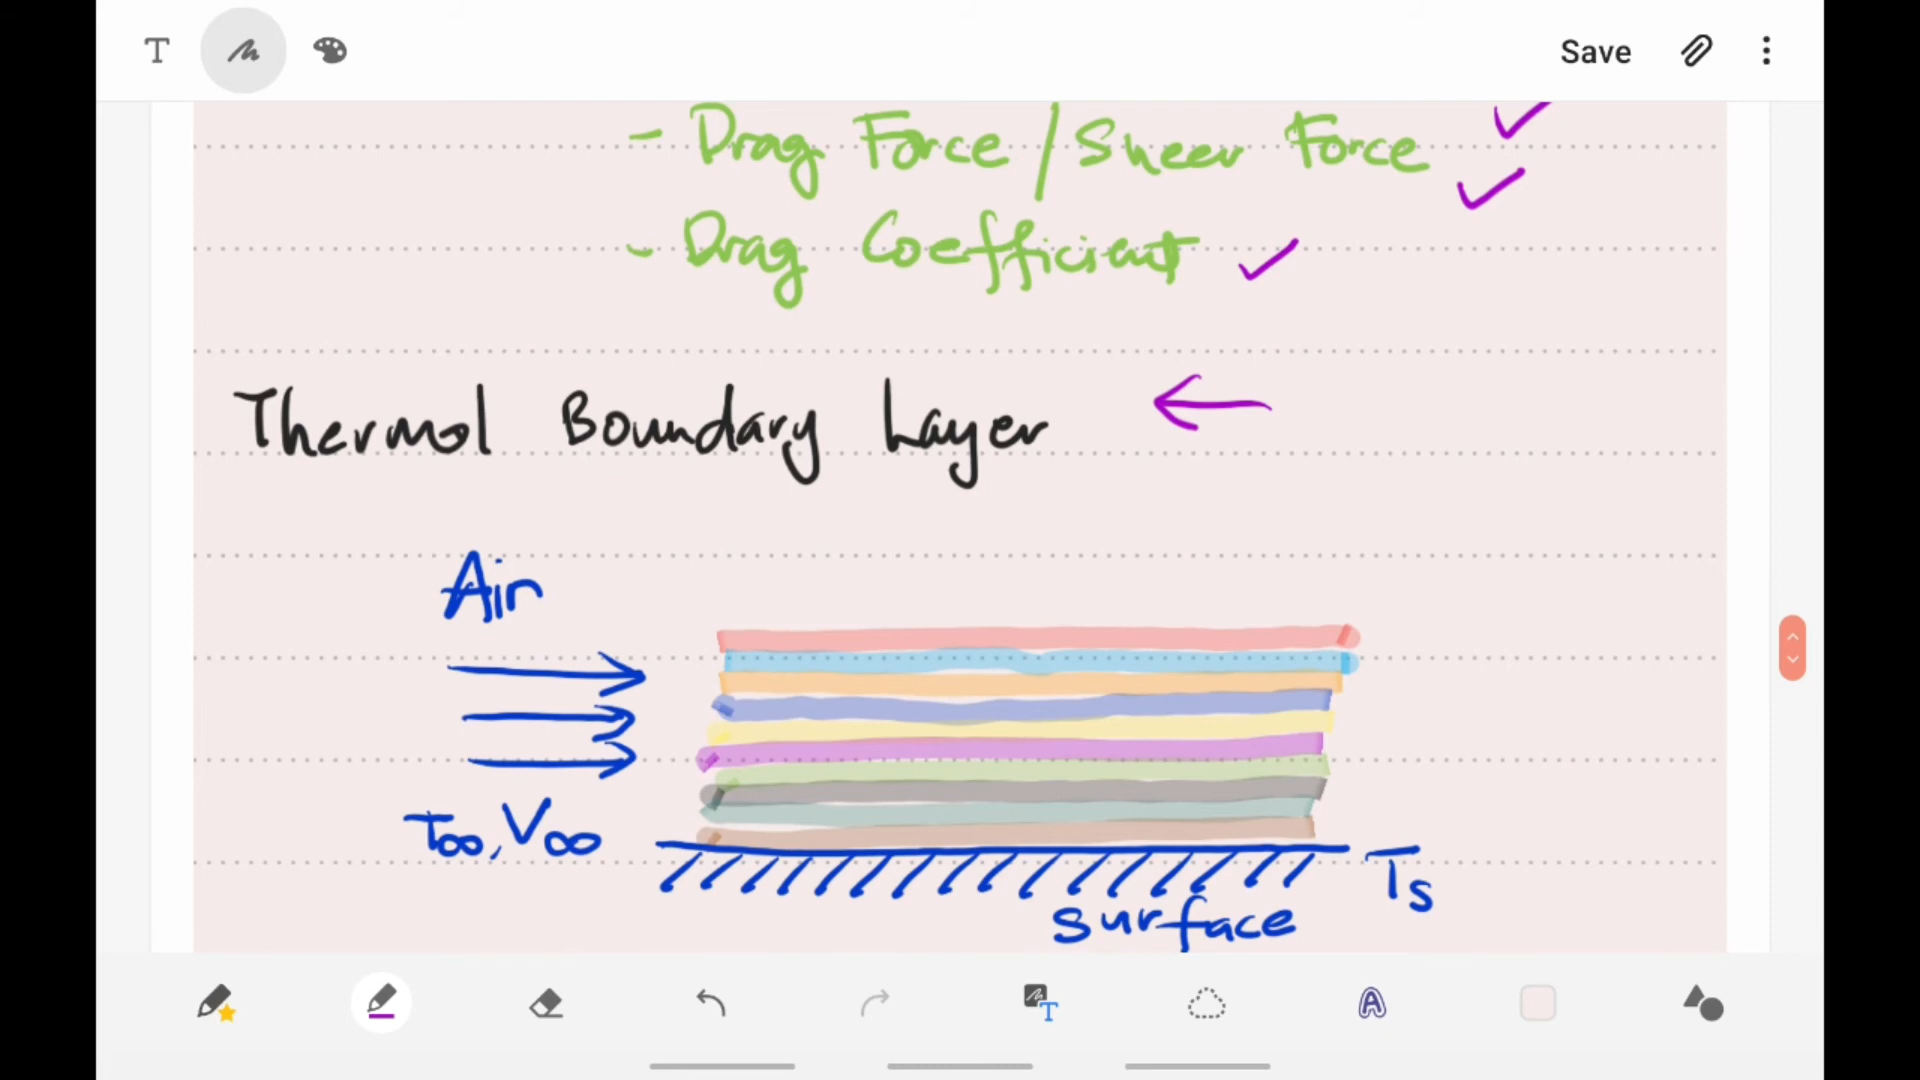 T
Save
- Drag Force / Sheer Force
- Drag Coefficient
Thermal Boundary Layer
Air
T∞, V∞
Ts
surface
T
A